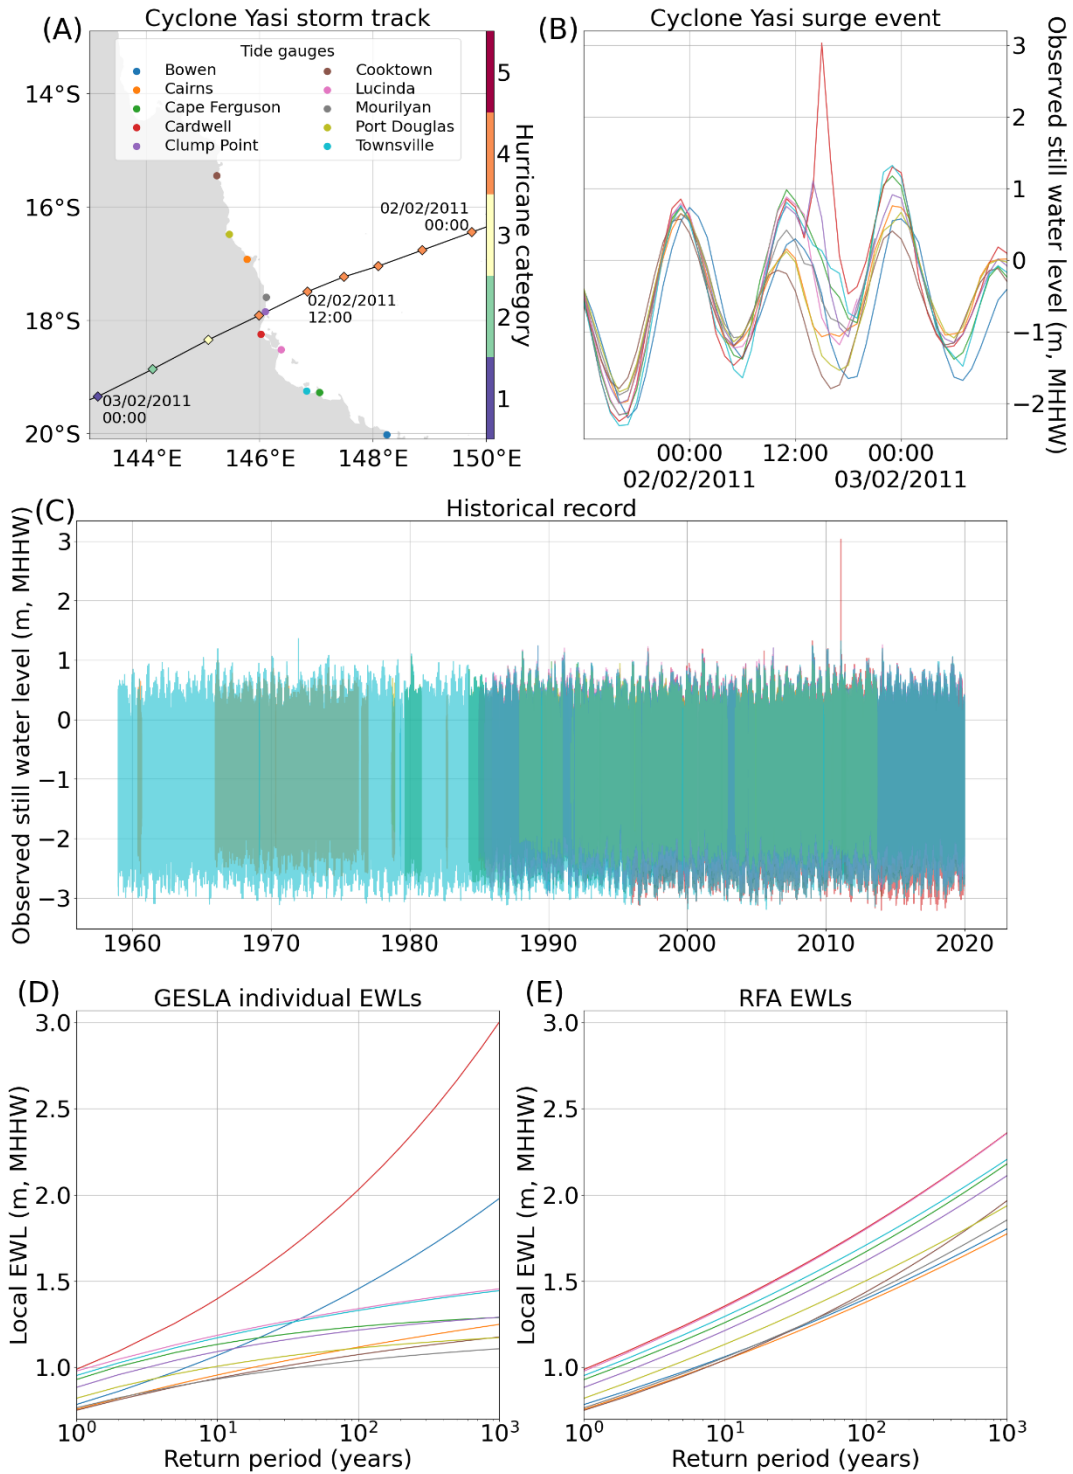 (A)
Cyclone Yasi storm track
Tide gauges
Bowen
Cairns
Cape Ferguson
Cardwell
Clump Point
Cooktown
Lucinda
Mourilyan
Port Douglas
Townsville
14°S
16°S
18°S
20°S
144°E
146°E
148°E
150°E
02/02/2011
00:00
02/02/2011
12:00
03/02/2011
00:00
5
4
3
2
1
Hurricane category
(B)
Cyclone Yasi surge event
3
2
1
0
−1
−2
Observed still water level (m, MHHW)
00:00
02/02/2011
12:00
00:00
03/02/2011
(C)
Historical record
Observed still water level (m, MHHW)
3
2
1
0
−1
−2
−3
1960
1970
1980
1990
2000
2010
2020
(D)
GESLA individual EWLs
Local EWL (m, MHHW)
3.0
2.5
2.0
1.5
1.0
10⁰
10¹
10²
10³
Return period (years)
(E)
RFA EWLs
Local EWL (m, MHHW)
3.0
2.5
2.0
1.5
1.0
10⁰
10¹
10²
10³
Return period (years)